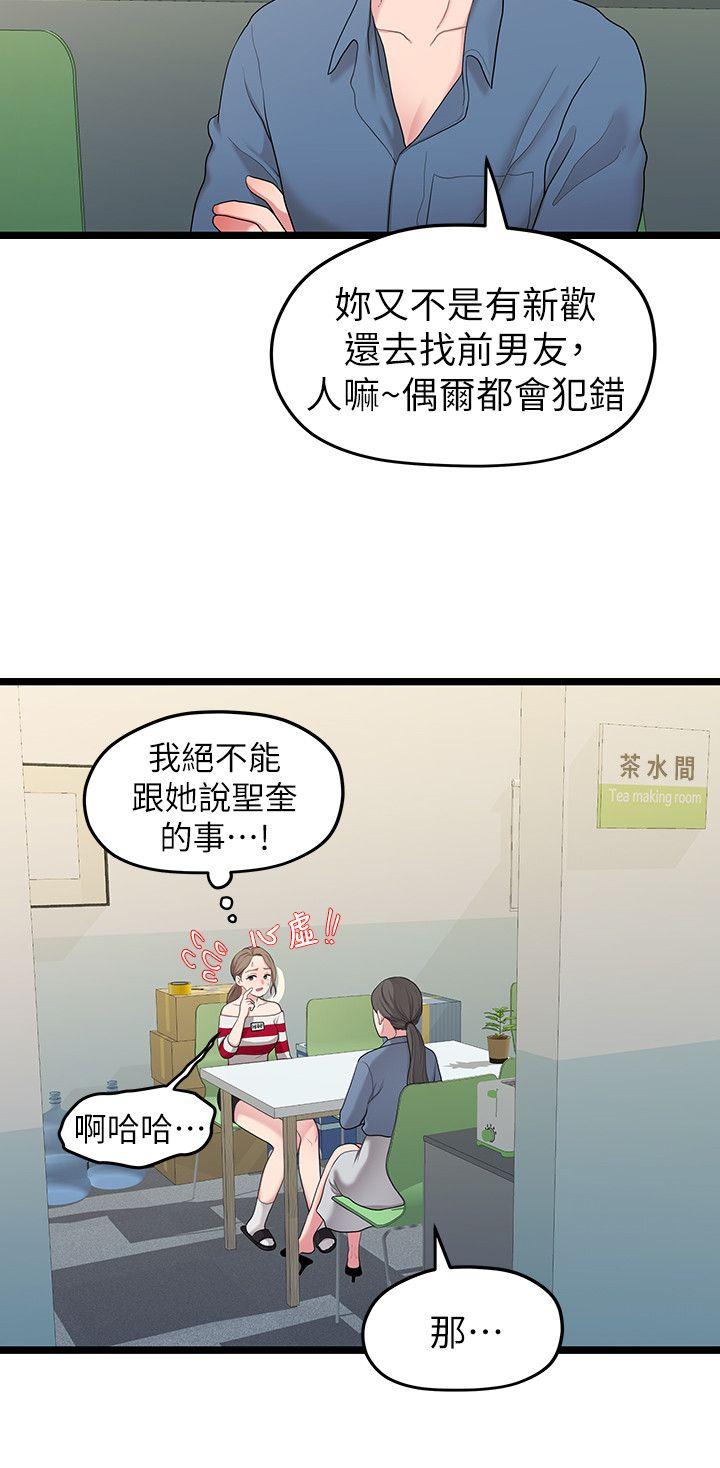 妳又不是有新歡
還去找前男友，
人嘛~偶爾都會犯錯
我絕不能
跟她說聖奎
的事…!
茶水間
Tea making room
心虛!!
啊哈哈…
那…